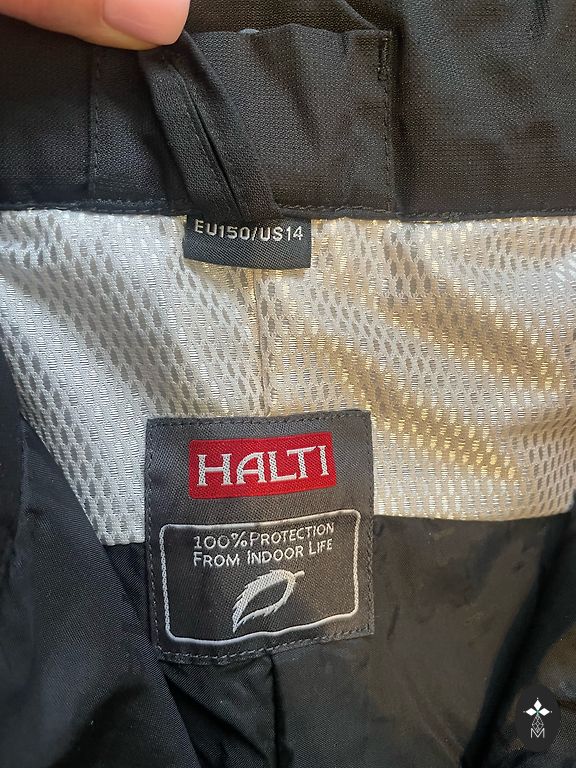 EU150/US14
HALTI
100% PROTECTION
FROM INDOOR LIFE
M